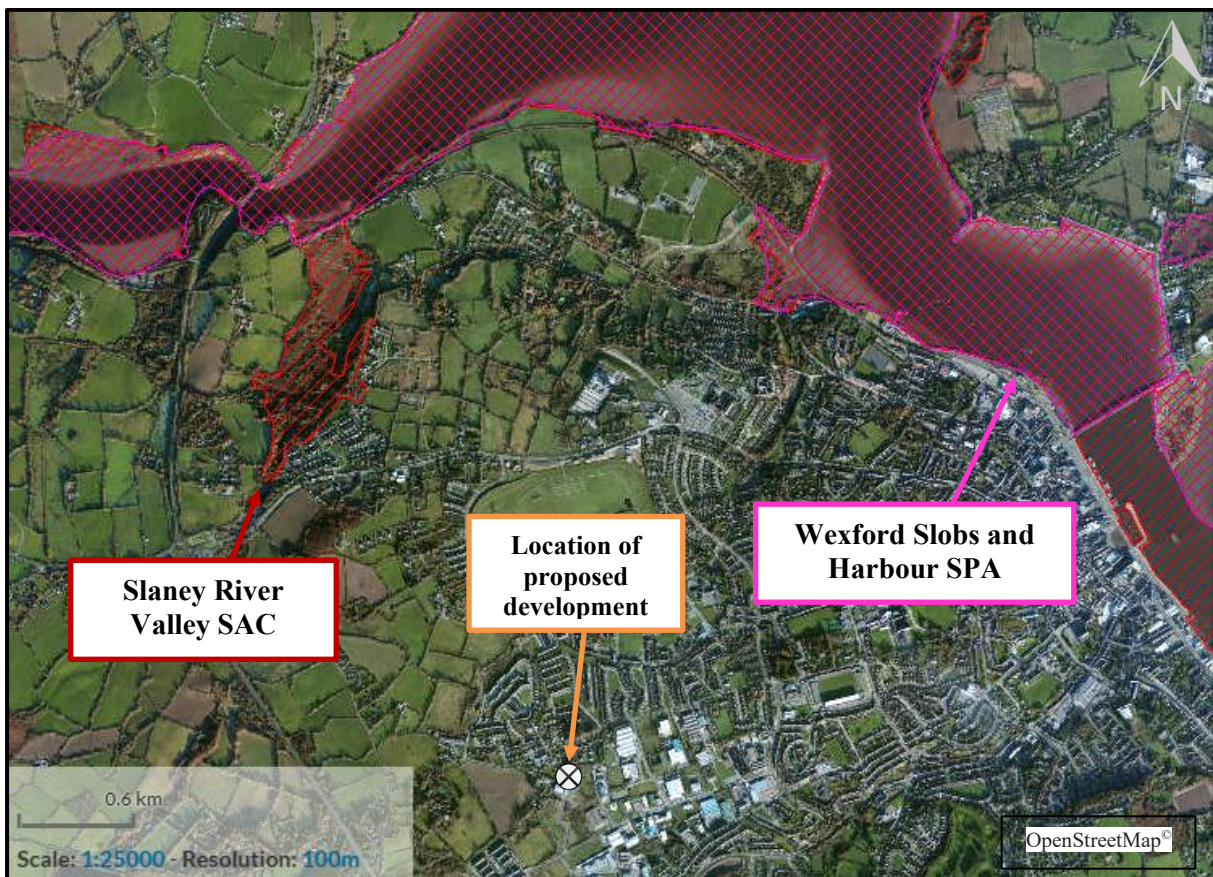 N
Location of
proposed
development
Wexford Slobs and
Harbour SPA
Slaney River
Valley SAC
0.6 km
Scale: 1:25000 - Resolution: 100m
OpenStreetMap©